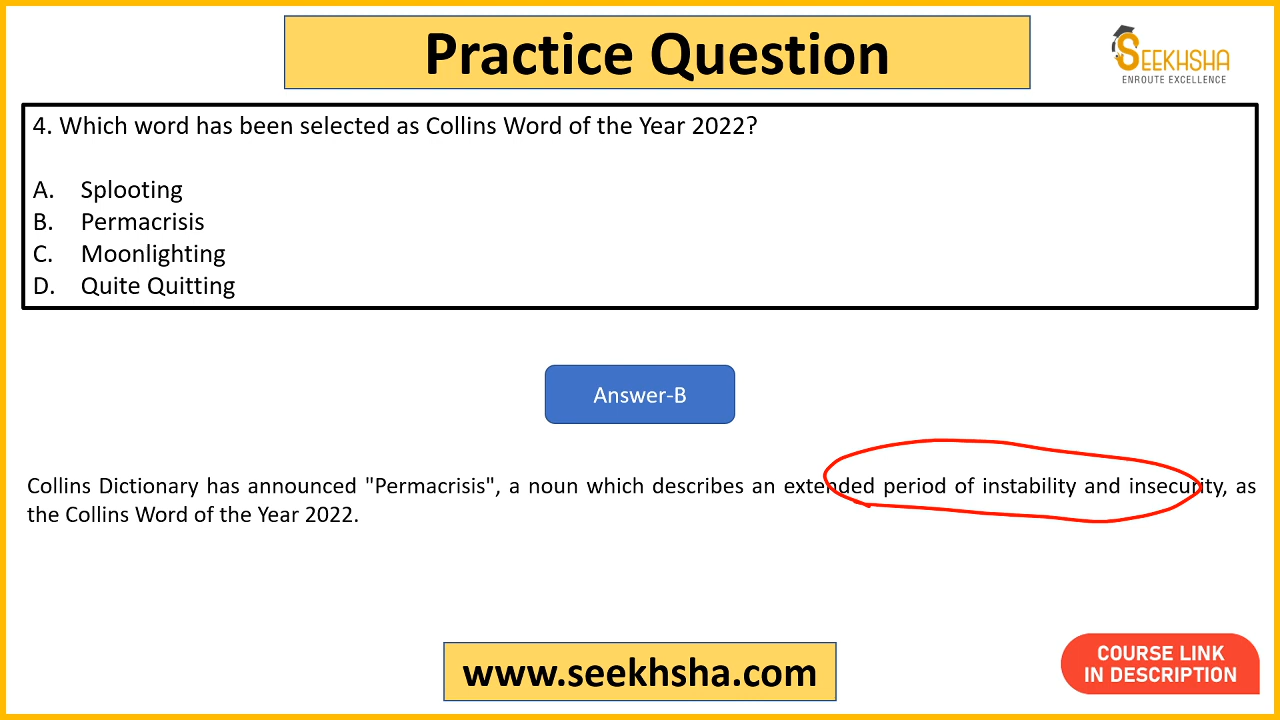 Practice Question
SEEKHSHA
ENROUTE EXCELLENCE
4. Which word has been selected as Collins Word of the Year 2022?
A. Splooting
B. Permacrisis
C. Moonlighting
D. Quite Quitting
Answer-B
Collins Dictionary has announced "Permacrisis", a noun which describes an extended period of instability and insecurity, as
the Collins Word of the Year 2022.
www.seekhsha.com
COURSE LINK
IN DESCRIPTION